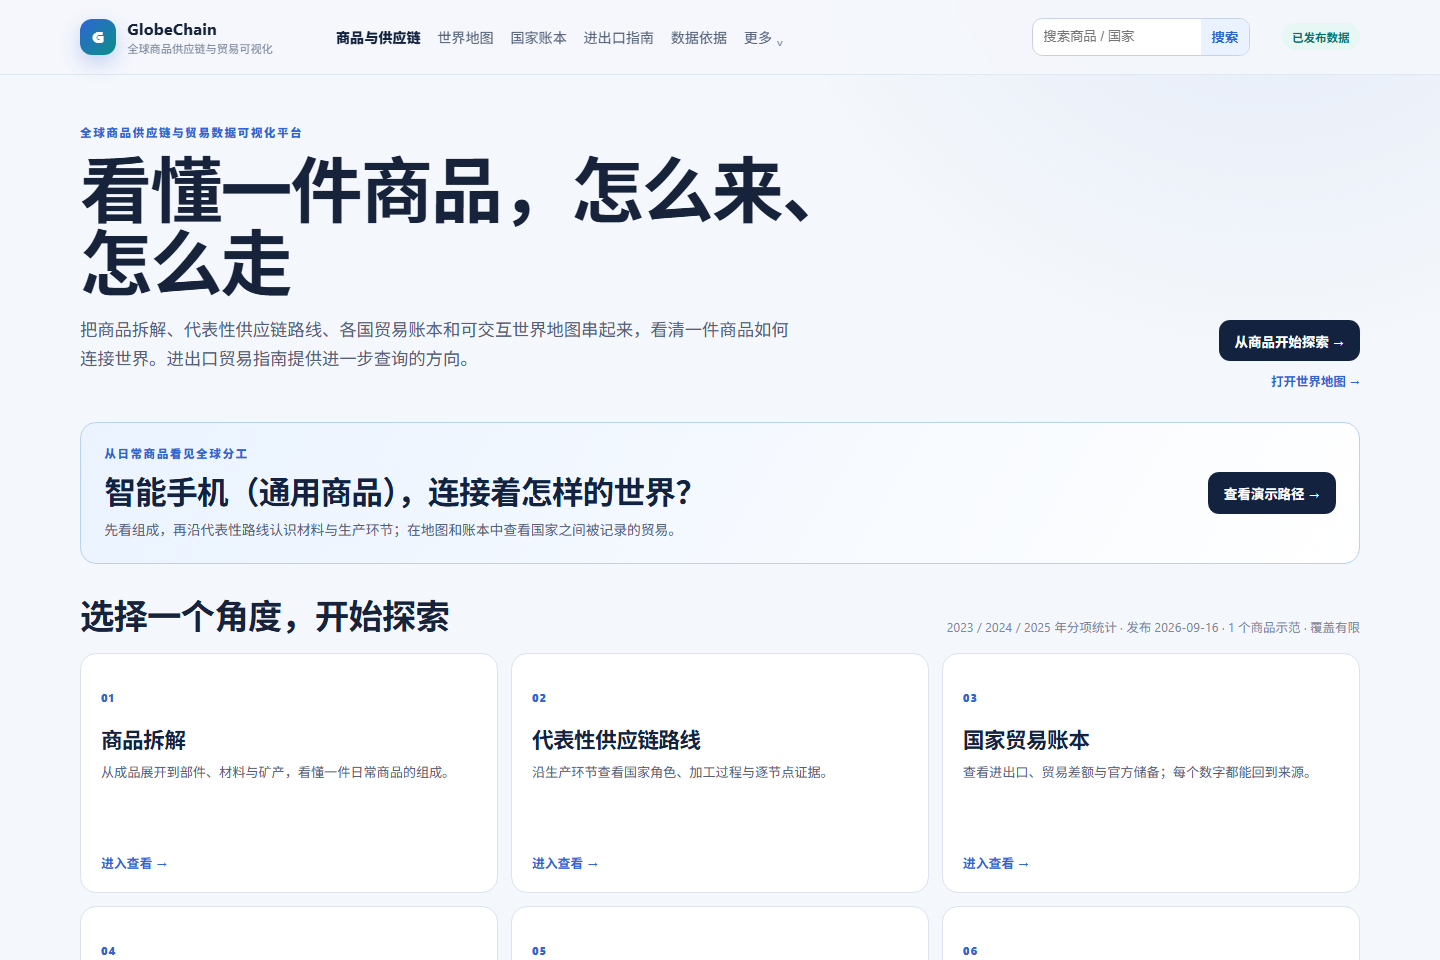 G
GlobeChain
全球商品供应链与贸易可视化
商品与供应链 世界地图 国家账本 进出口指南 数据依据 更多
搜索商品 / 国家 搜索
已发布数据
全球商品供应链与贸易数据可视化平台
看懂一件商品，怎么来、
怎么走
把商品拆解、代表性供应链路线、各国贸易账本和可交互世界地图串起来，看清一件商品如何
连接世界。进出口贸易指南提供进一步查询的方向。
从商品开始探索 →
打开世界地图 →
从日常商品看见全球分工
智能手机（通用商品），连接着怎样的世界？
先看组成，再沿代表性路线认识材料与生产环节；在地图和账本中查看国家之间被记录的贸易。
查看演示路径 →
选择一个角度，开始探索
2023 / 2024 / 2025 年分项统计 · 发布 2026-09-16 · 1 个商品示范 · 覆盖有限
01
商品拆解
从成品展开到部件、材料与矿产，看懂一件日常商品的组成。
进入查看 →
02
代表性供应链路线
沿生产环节查看国家角色、加工过程与逐节点证据。
进入查看 →
03
国家贸易账本
查看进出口、贸易差额与官方储备；每个数字都能回到来源。
进入查看 →
04
05
06